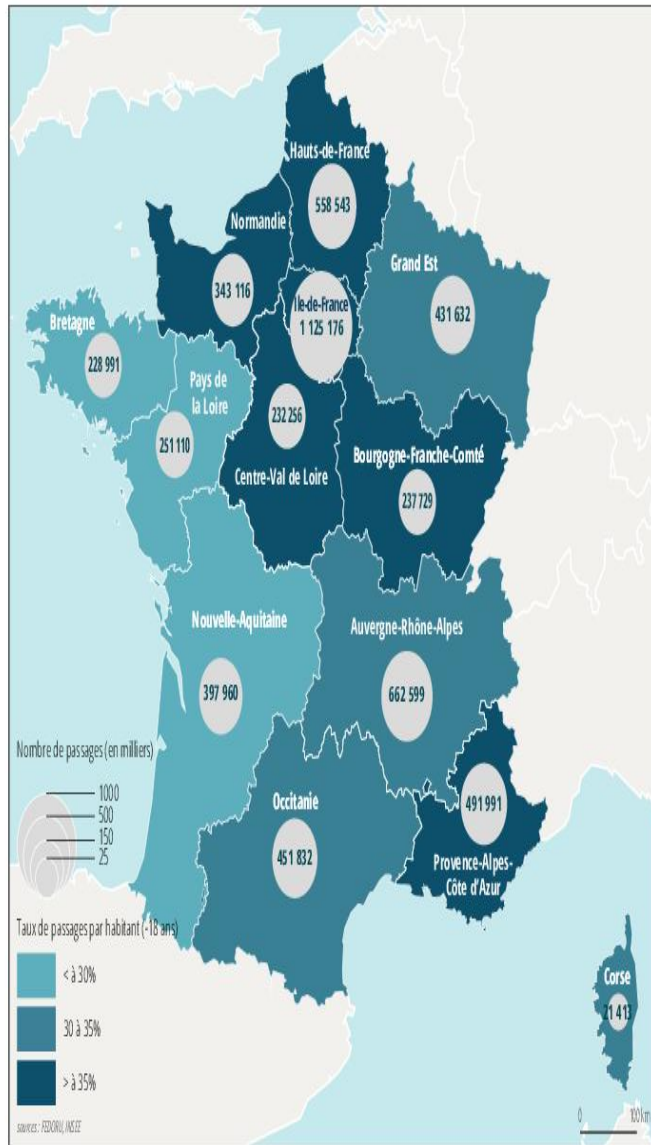 Hauts-de-France
558 543
Normandie
343 116
Ile-de-France
1 125 176
Grand Est
431 632
Bretagne
228 991
Pays de
la Loire
251 110
232 256
Centre-Val de Loire
Bourgogne-Franche-Comté
237 729
Nouvelle-Aquitaine
397 960
Auvergne-Rhône-Alpes
662 599
Occitanie
451 832
491 991
Provence-Alpes-
Côte d'Azur
Corse
21 413
Nombre de passages (en milliers)
1000
500
150
25
Taux de passages par habitant (-18 ans)
< à 30%
30 à 35%
> à 35%
sources : FEDORU, INSEE
0 100 km